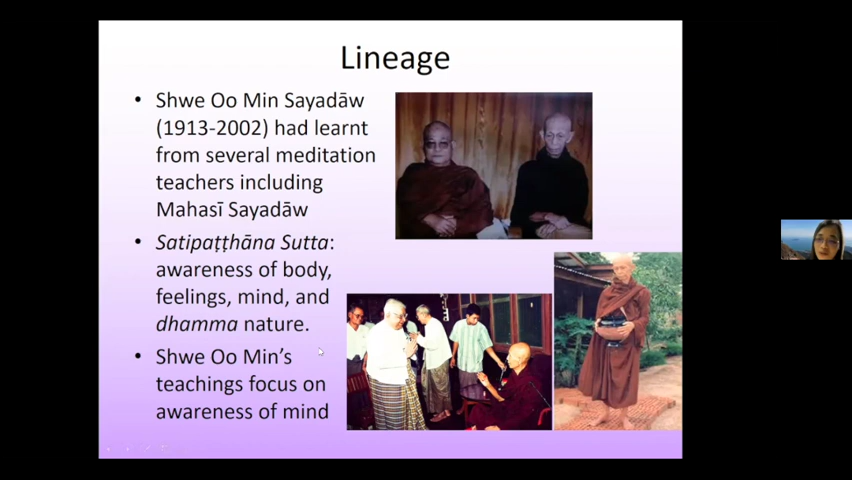 Lineage
• Shwe Oo Min Sayadāw
(1913-2002) had learnt
from several meditation
teachers including
Mahasī Sayadāw
• Satipaṭṭhāna Sutta:
awareness of body,
feelings, mind, and
dhamma nature.
• Shwe Oo Min’s
teachings focus on
awareness of mind